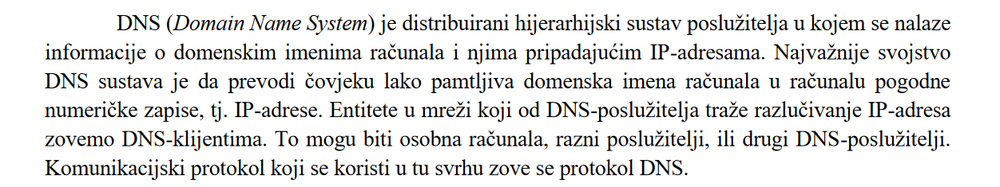 DNS (Domain Name System) je distribuirani hijerarhijski sustav poslužitelja u kojem se nalaze
informacije o domenskim imenima računala i njima pripadajućim IP-adresama. Najvažnije svojstvo
DNS sustava je da prevodi čovjeku lako pamtljiva domenska imena računala u računalu pogodne
numeričke zapise, tj. IP-adrese. Entitete u mreži koji od DNS-poslužitelja traže razlučivanje IP-adresa
zovemo DNS-klijentima. To mogu biti osobna računala, razni poslužitelji, ili drugi DNS-poslužitelji.
Komunikacijski protokol koji se koristi u tu svrhu zove se protokol DNS.